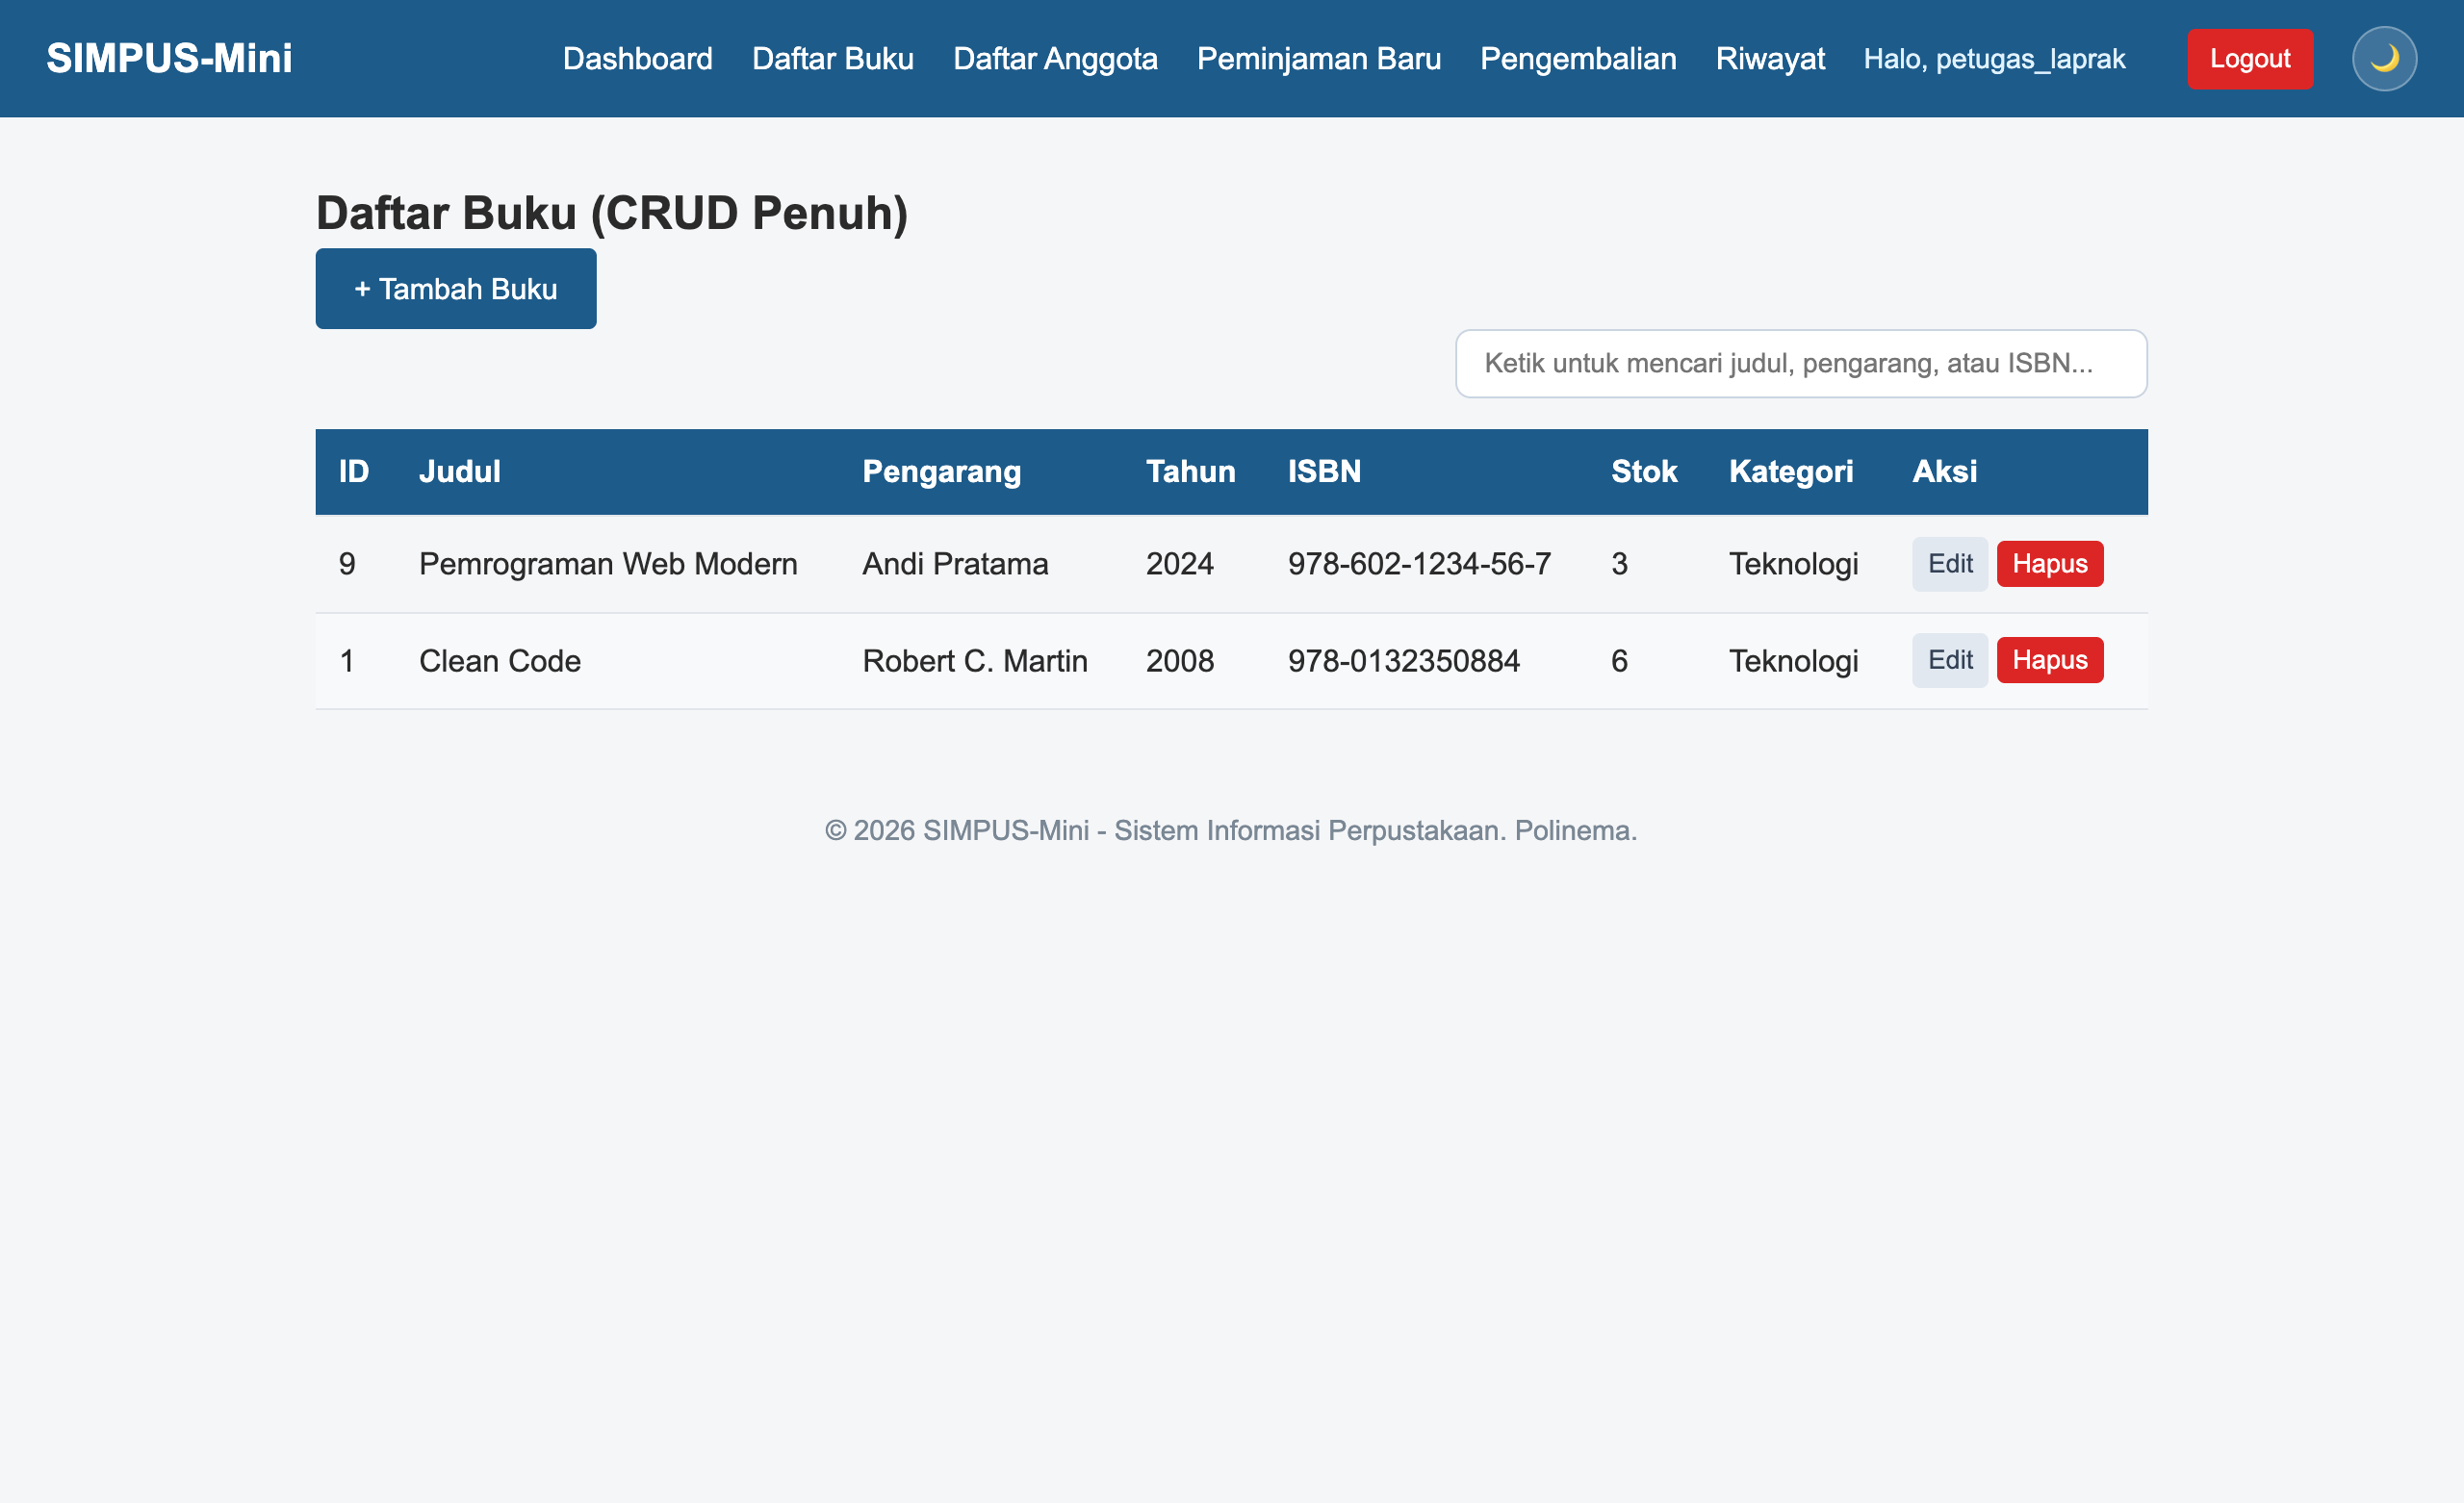 SIMPUS-Mini Dashboard Daftar Buku Daftar Anggota Peminjaman Baru Pengembalian Riwayat Halo, petugas_laprak Logout
Daftar Buku (CRUD Penuh)
+ Tambah Buku
Ketik untuk mencari judul, pengarang, atau ISBN...
ID Judul Pengarang Tahun ISBN Stok Kategori Aksi
9 Pemrograman Web Modern Andi Pratama 2024 978-602-1234-56-7 3 Teknologi Edit Hapus
1 Clean Code Robert C. Martin 2008 978-0132350884 6 Teknologi Edit Hapus
© 2026 SIMPUS-Mini - Sistem Informasi Perpustakaan. Polinema.